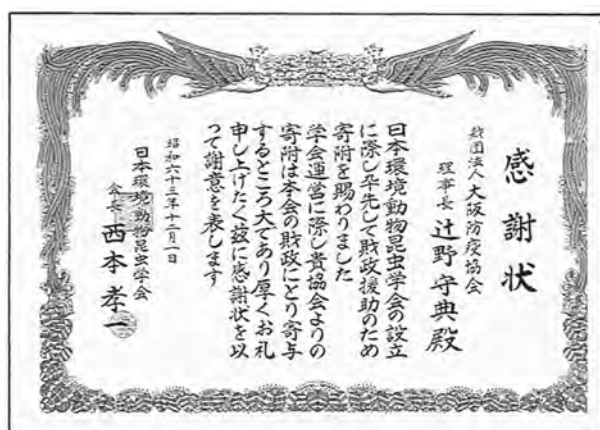 感謝状
財団法人 大阪防疫協会
理事長 辻野守典殿
日本環境動物昆虫学会の設立
に際し率先して財政援助のため
寄附を賜わりました
学会運営に際し貴協会よりの
寄附は本会の財政にとり寄与
するところ大であり厚くお礼
申し上げたく玆に感謝状を以
って謝意を表します
昭和六十三年十二月一日
日本環境動物昆虫学会
会長 西本孝一